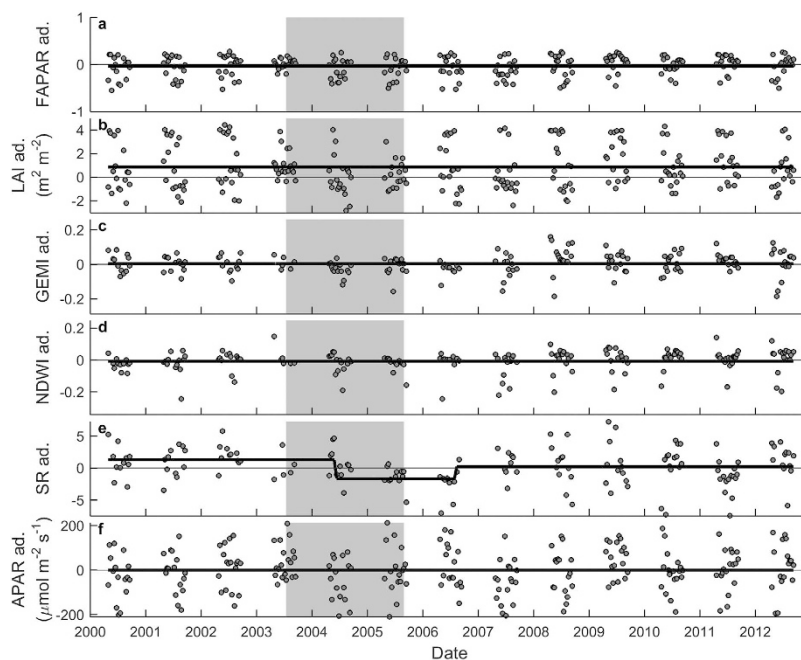 a
1
0
-1
FAPAR ad.
b
4
2
0
-2
LAI ad.
(m² m⁻²)
c
0.2
0
-0.2
GEMI ad.
d
0.2
0
-0.2
NDWI ad.
e
5
0
-5
SR ad.
f
200
0
-200
APAR ad.
(μmol m⁻² s⁻¹)
2000 2001 2002 2003 2004 2005 2006 2007 2008 2009 2010 2011 2012
Date